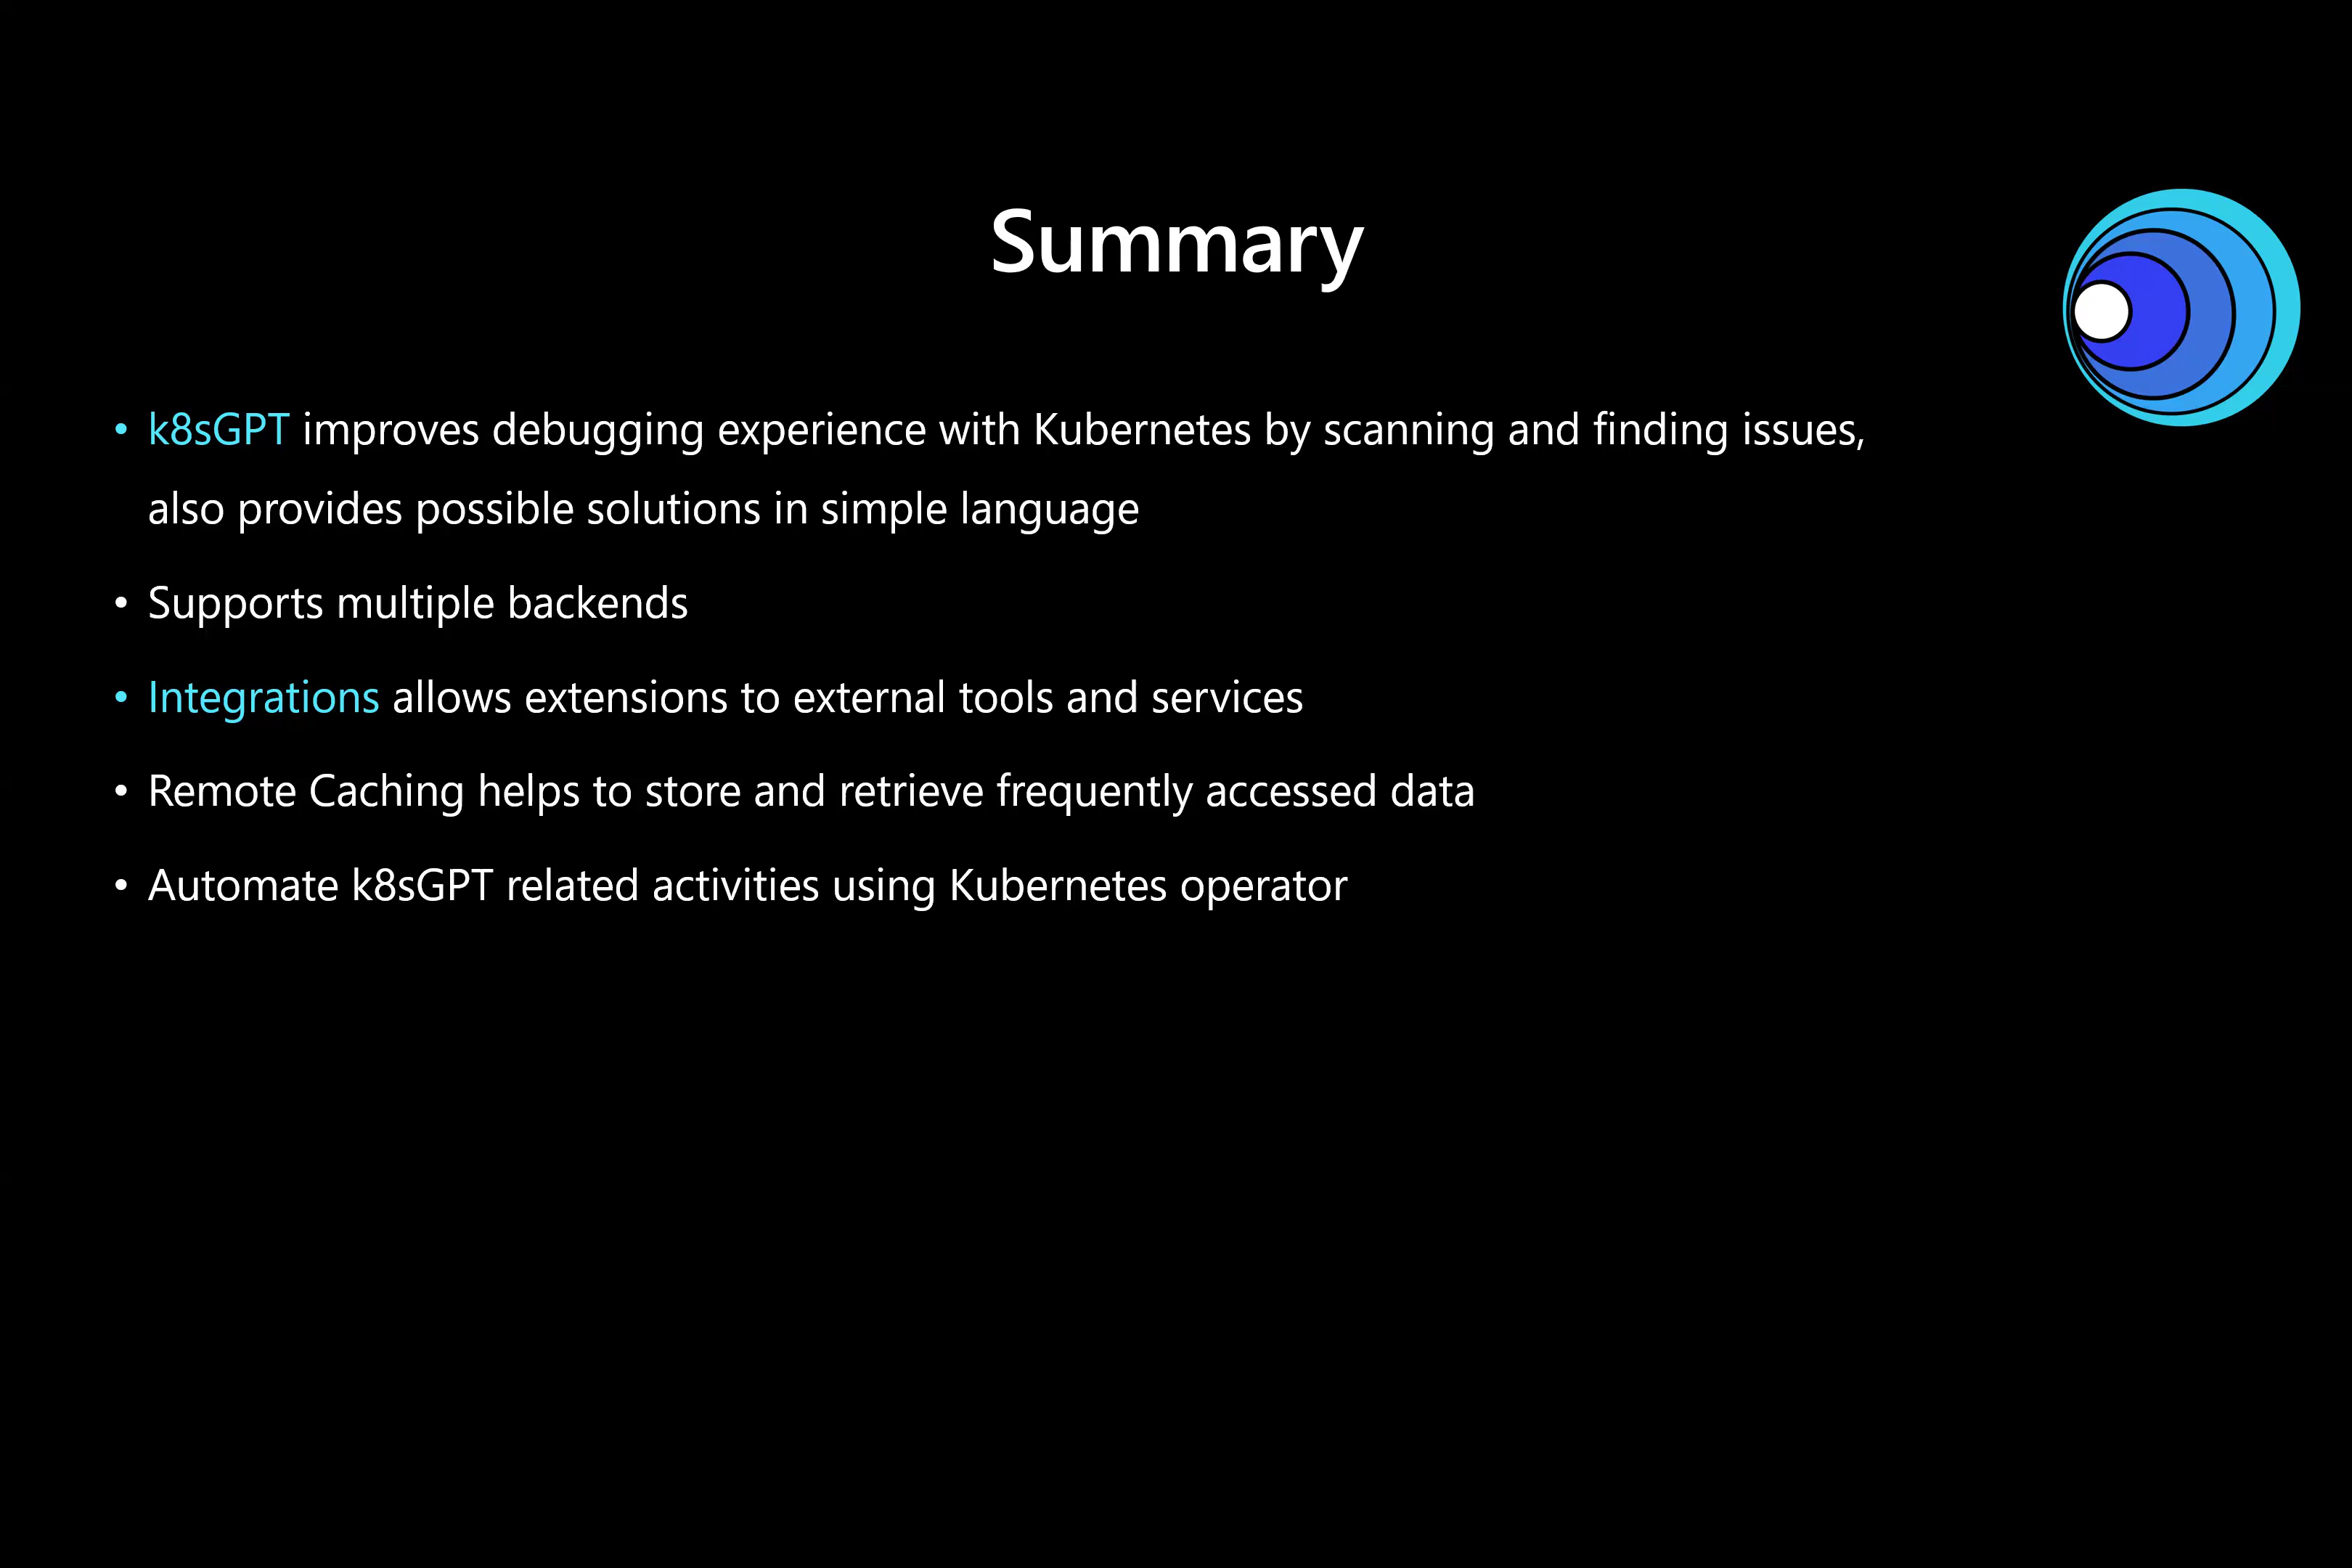 Summary
• k8sGPT improves debugging experience with Kubernetes by scanning and finding issues,
also provides possible solutions in simple language
• Supports multiple backends
• Integrations allows extensions to external tools and services
• Remote Caching helps to store and retrieve frequently accessed data
• Automate k8sGPT related activities using Kubernetes operator